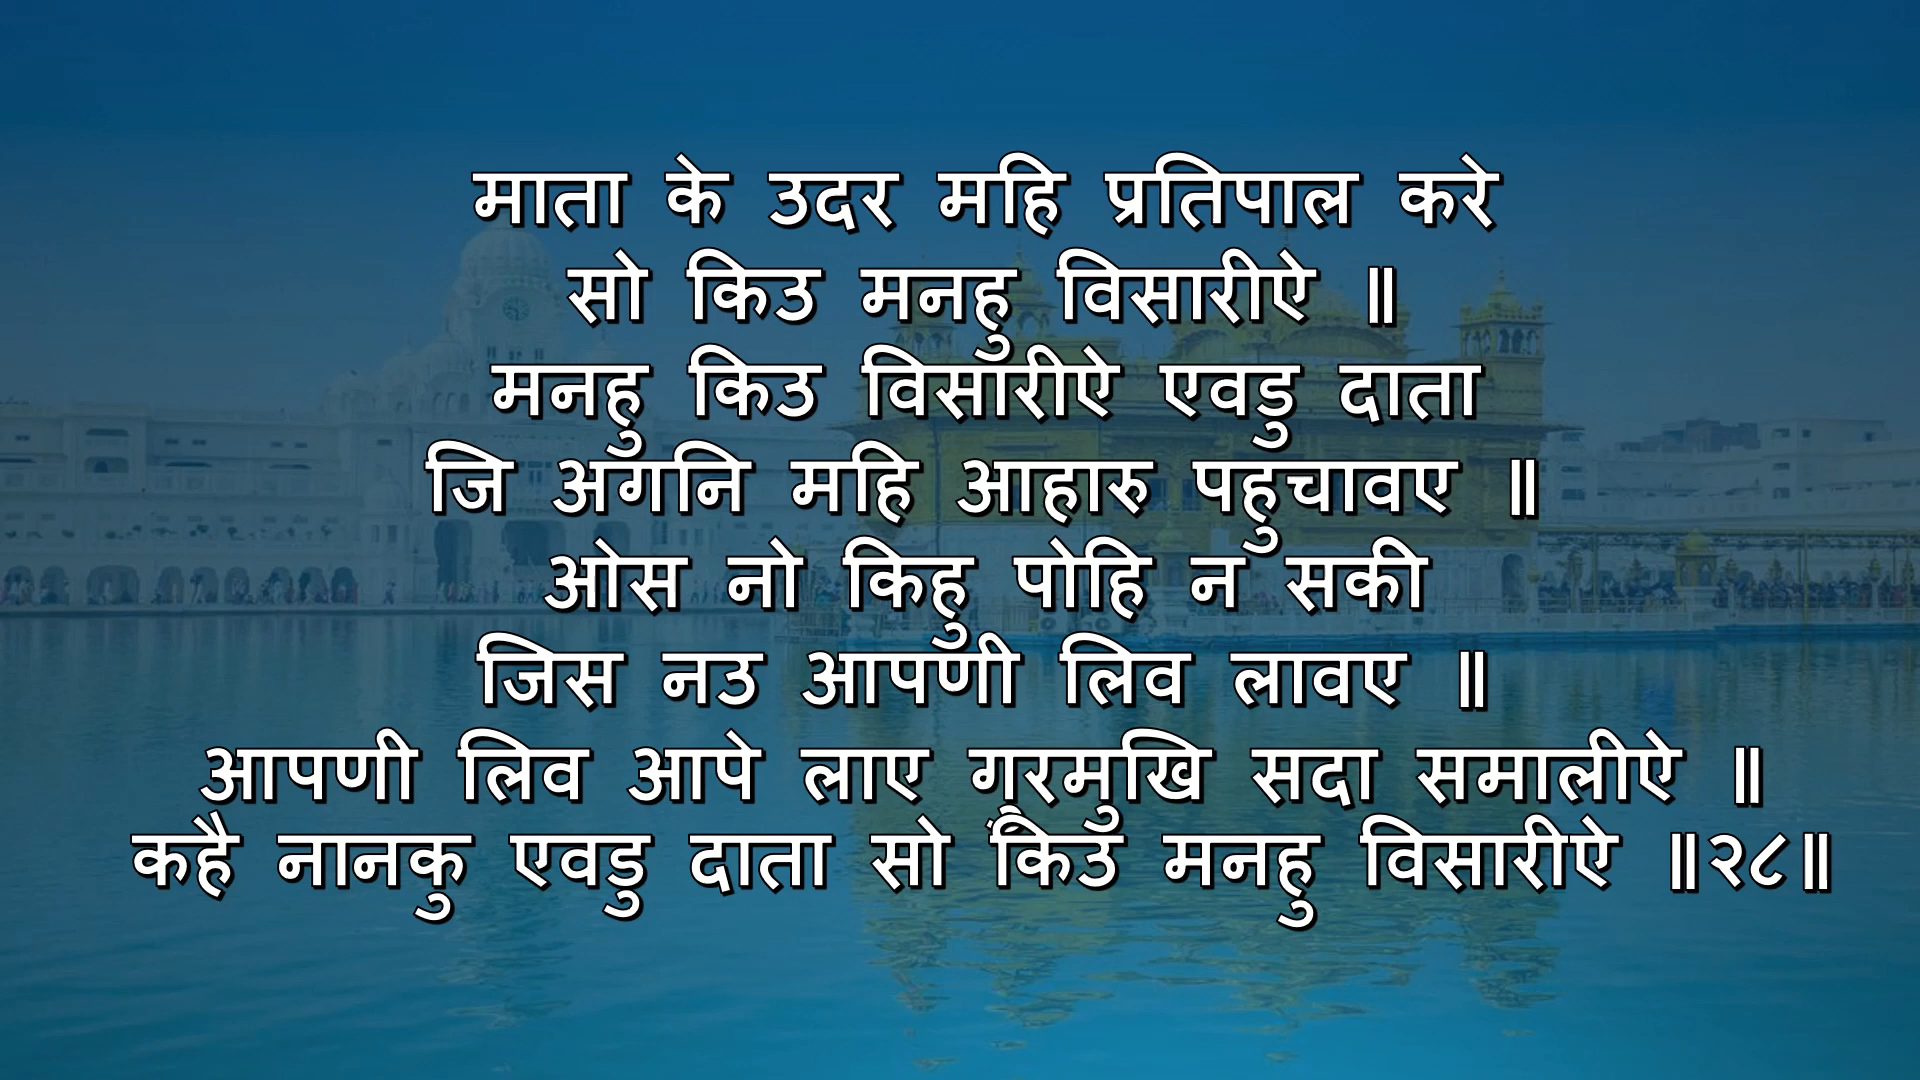 माता के उदर महि प्रतिपाल करे
सो किउ मनहु विसारीऐ ॥
मनहु किउ विसारीऐ एवडु दाता
जि अगनि महि आहारु पहुचावए ॥
ओस नो किहु पोहि न सकी
जिस नउ आपणी लिव लावए ॥
आपणी लिव आपे लाए गुरमुखि सदा समालीऐ ॥
कहै नानकु एवडु दाता सो किउ मनहु विसारीऐ ॥२८॥